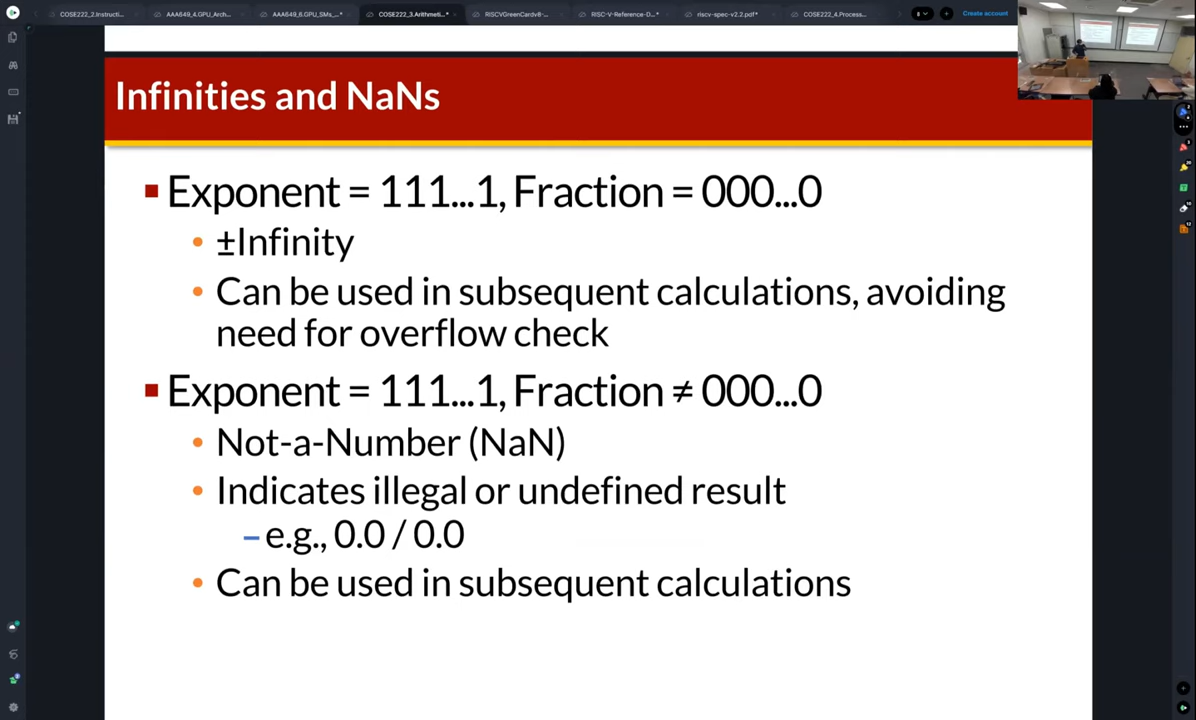 COSE222_2.Instructi...
AAA649_4.GPU_Arch...
AAA649_6.GPU_SMs_...*
COSE222_3.Arithmeti...*
RISCVGreenCardv8-...
RISC-V-Reference-D...*
riscv-spec-v2.2.pdf*
COSE222_4.Process...
Create account
Infinities and NaNs
Exponent = 111...1, Fraction = 000...0
±Infinity
Can be used in subsequent calculations, avoiding
need for overflow check
Exponent = 111...1, Fraction ≠ 000...0
Not-a-Number (NaN)
Indicates illegal or undefined result
– e.g., 0.0 / 0.0
Can be used in subsequent calculations